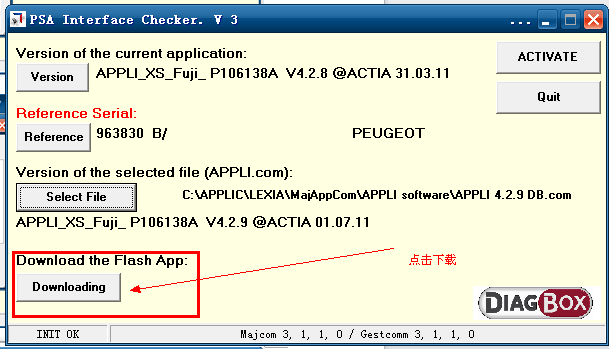 PSA Interface Checker. V 3
Version of the current application:
Version APPLI_XS_Fuji_ P106138A V4.2.8 @ACTIA 31.03.11
ACTIVATE
Quit
Reference Serial:
Reference 963830 B/ PEUGEOT
Version of the selected file (APPLI.com):
Select File C:\APPLIC\LEXIA\MajAppCom\APPLI software\APPLI 4.2.9 DB.com
APPLI_XS_Fuji_ P106138A V4.2.9 @ACTIA 01.07.11
Download the Flash App:
点击下载
Downloading
DIAGBOX
INIT OK Majcom 3, 1, 1, 0 / Gestcomm 3, 1, 1, 0